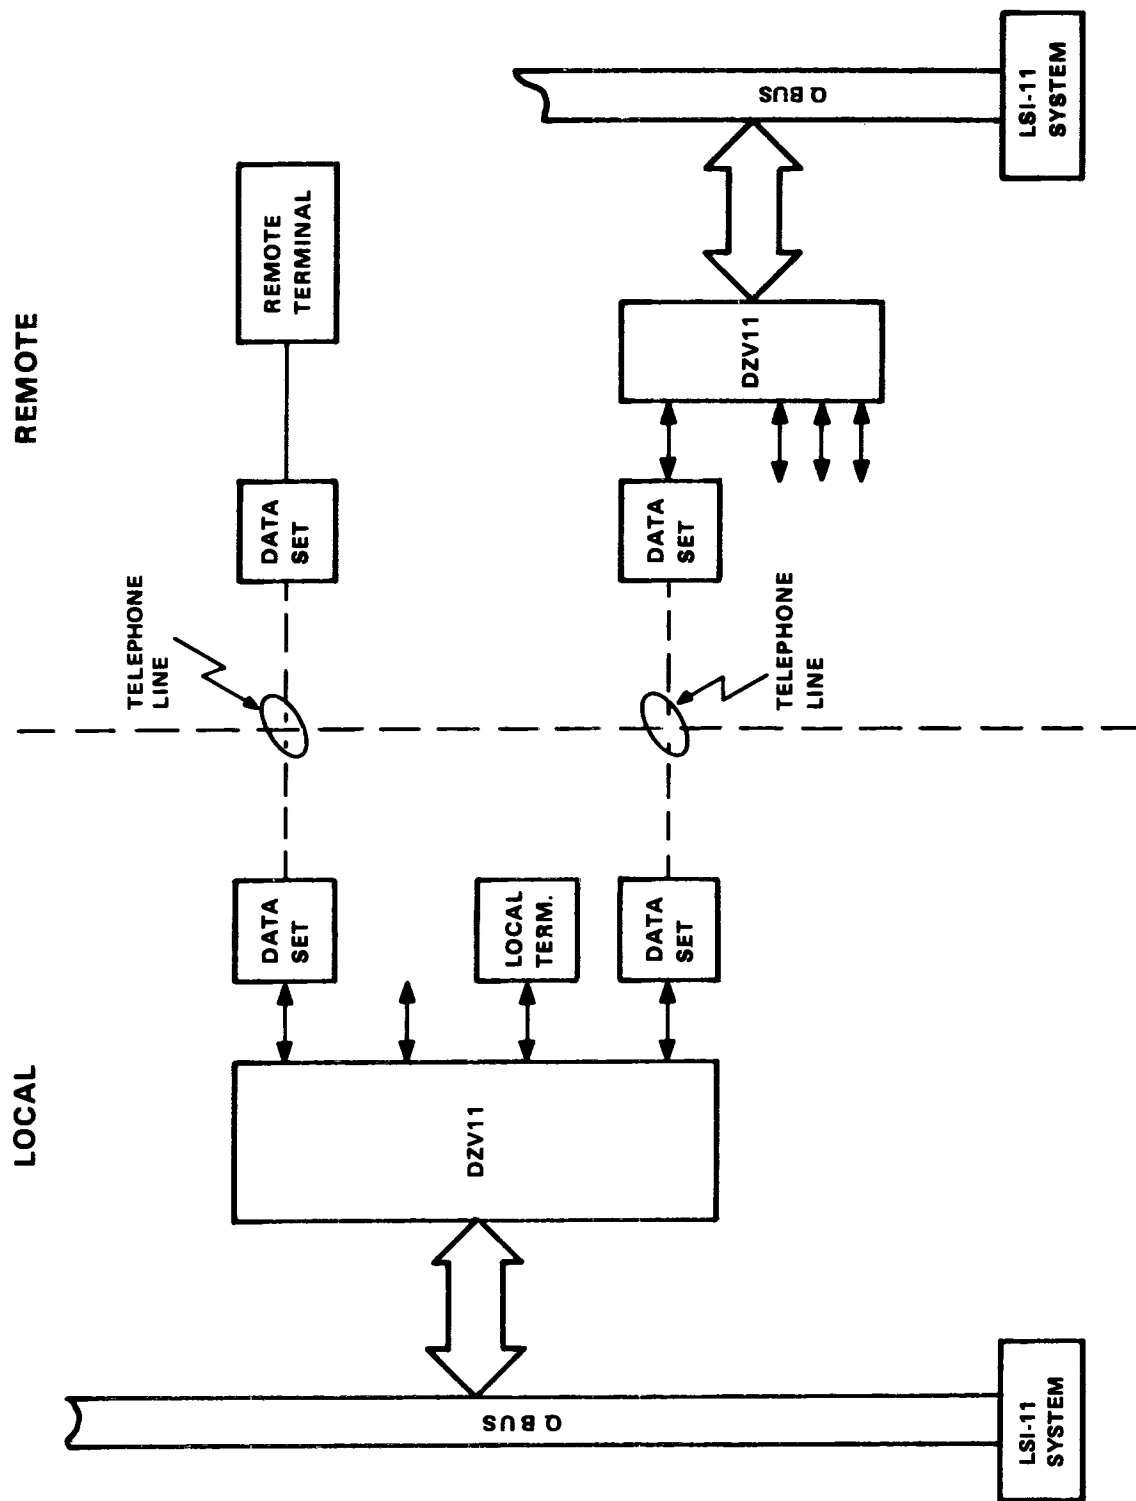 LOCAL
REMOTE
TELEPHONE
LINE
DATA
SET
DATA
SET
REMOTE
TERMINAL
LOCAL
TERM.
DATA
SET
DATA
SET
TELEPHONE
LINE
DZV11
DZV11
Q BUS
Q BUS
LSI-11
SYSTEM
LSI-11
SYSTEM